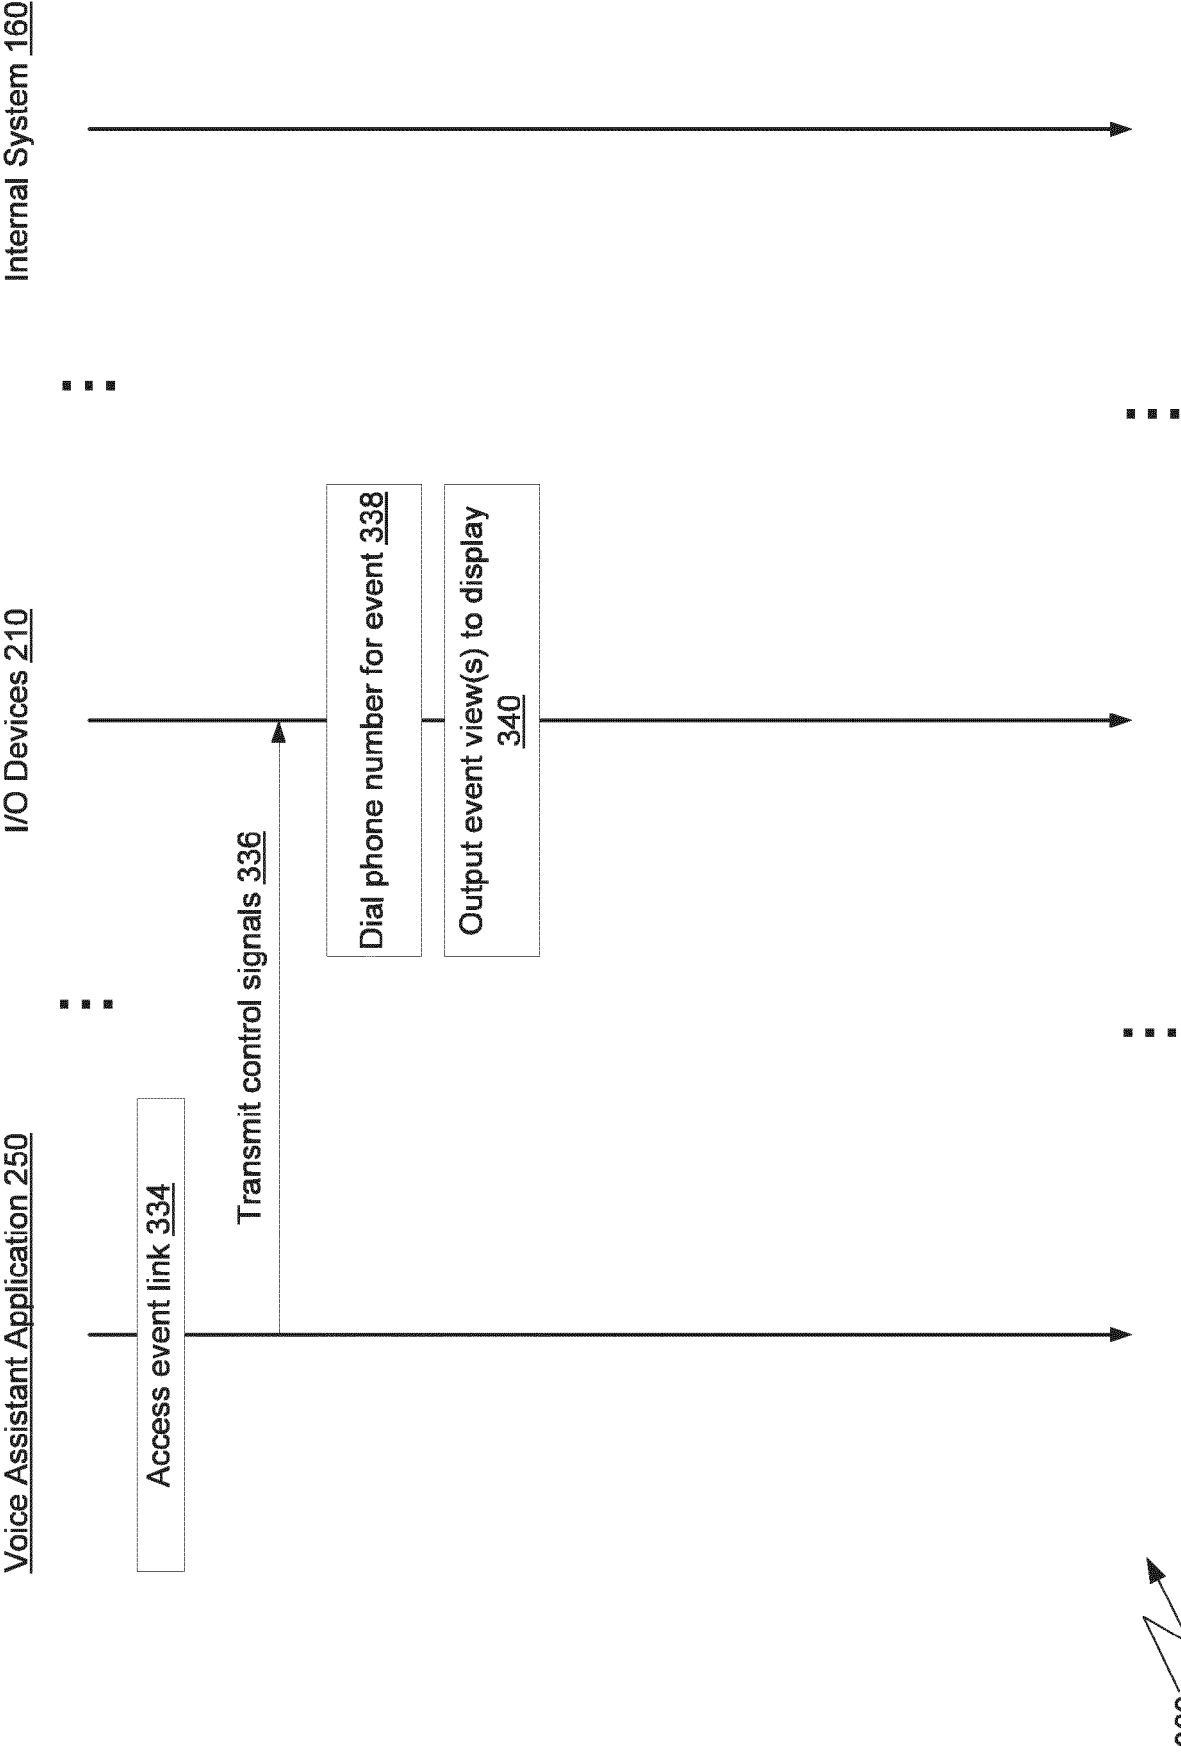 Voice Assistant Application 250
I/O Devices 210
Internal System 160
Access event link 334
Transmit control signals 336
Dial phone number for event 338
Output event view(s) to display
340